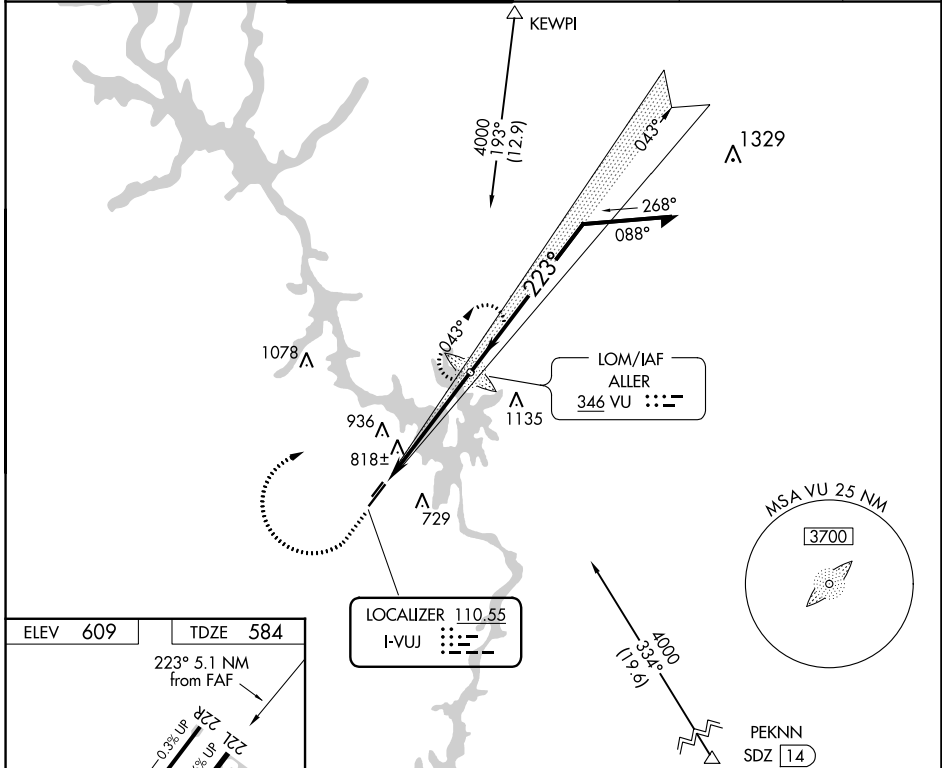 KEWPI
4000
193°
(12.9)
043°
1329
268°
088°
223°
043°
1078
LOM/IAF
ALLER
346 VU
1135
936
818±
729
MSA VU 25 NM
3700
LOCALIZER 110.55
I-VUJ
4000
334°
(19.6)
PEKNN
SDZ 14
ELEV 609
TDZE 584
223° 5.1 NM
from FAF
22R
22L
0.3% UP
% UP